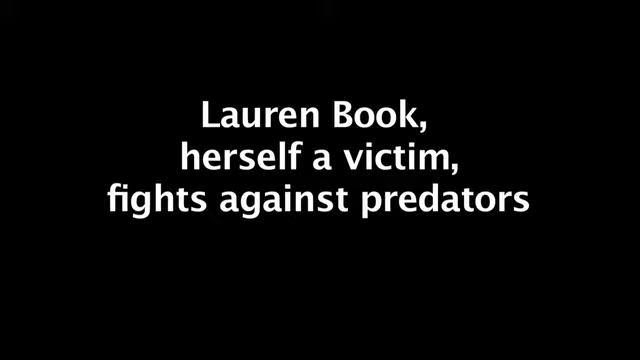 Lauren Book,
herself a victim,
fights against predators